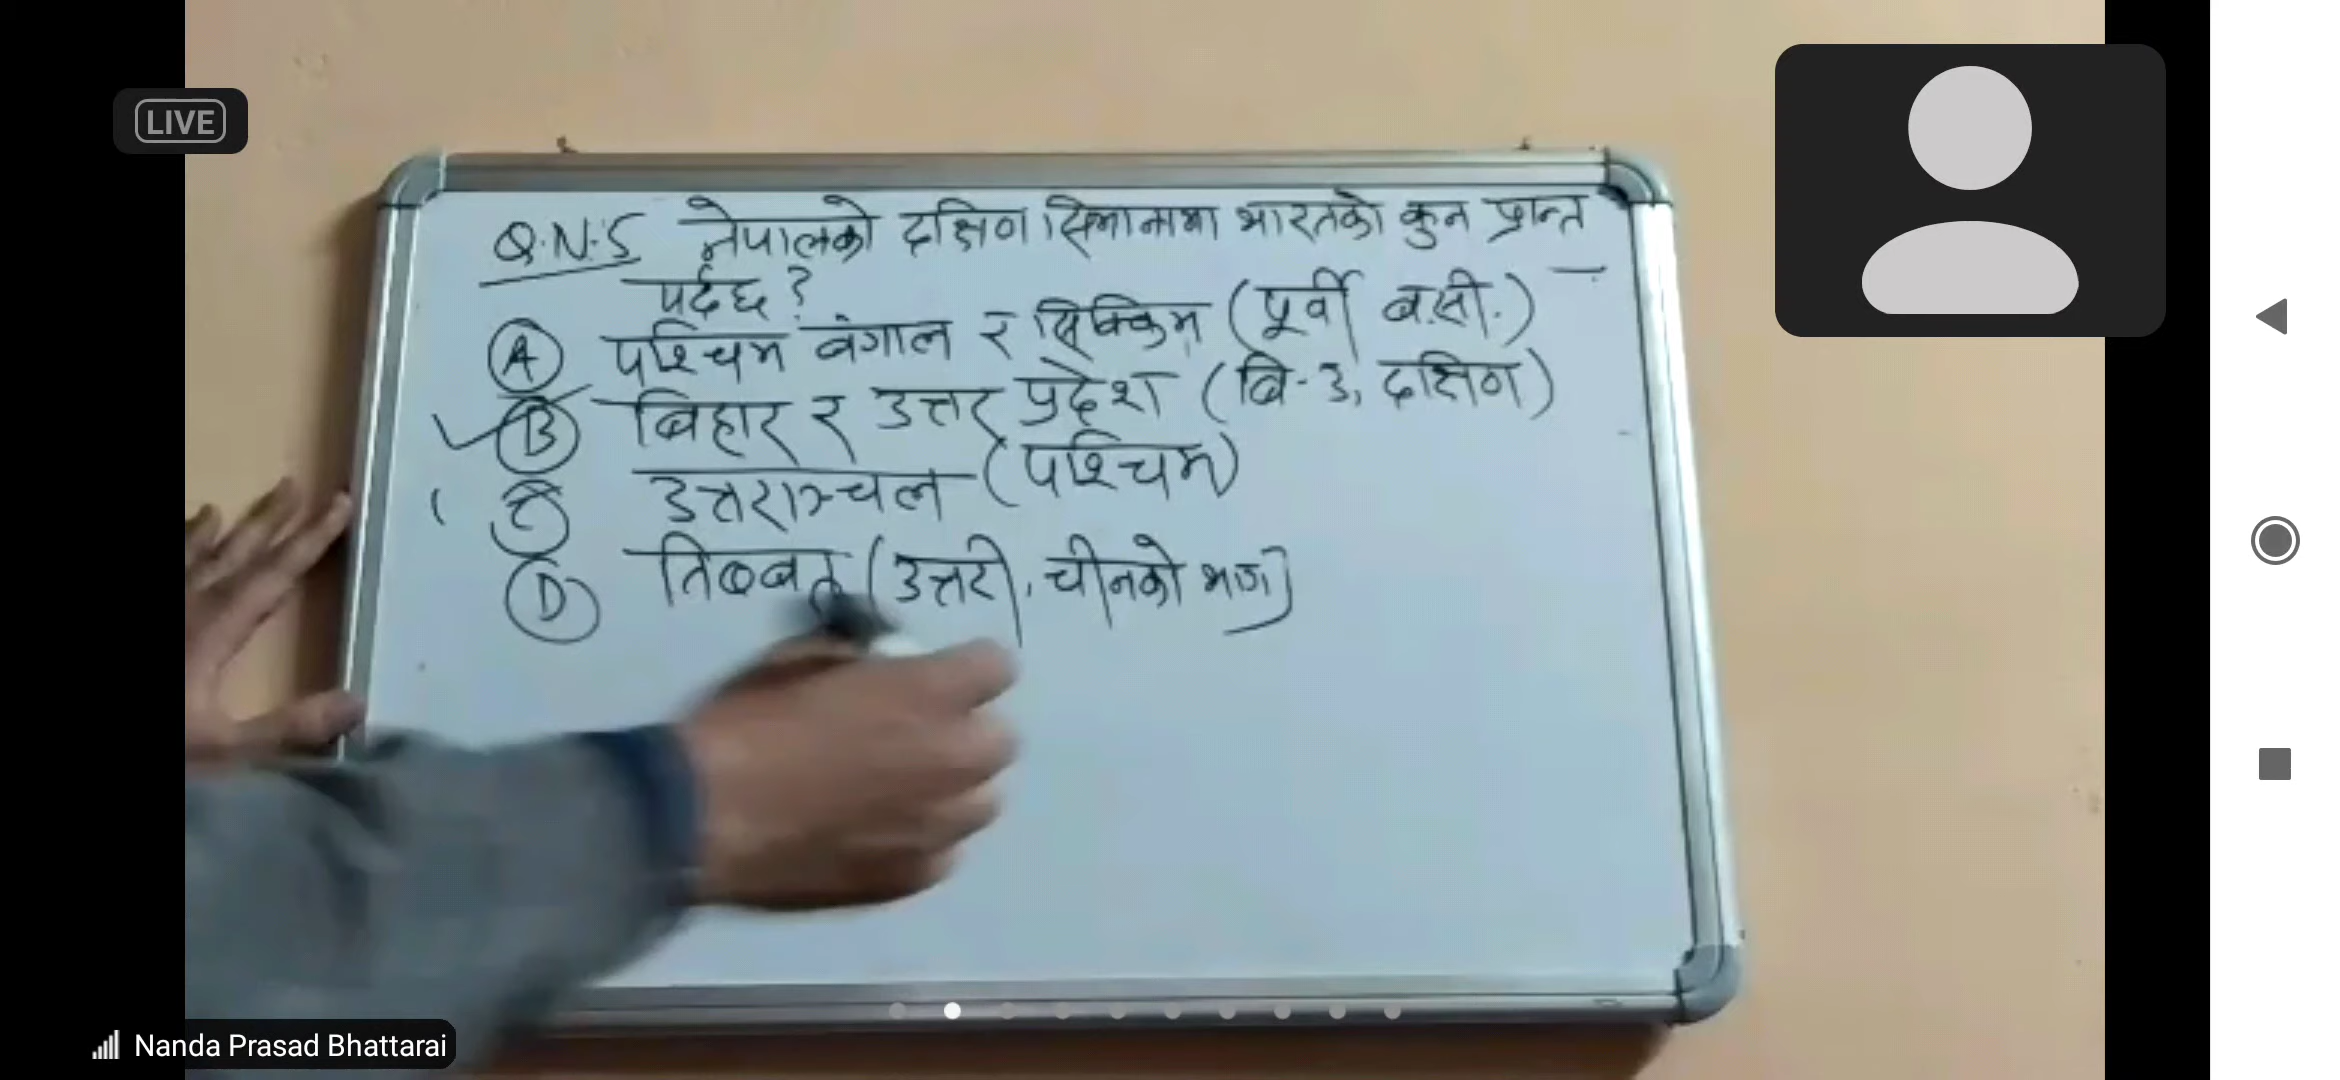 LIVE
Q.N.5 नेपालको दक्षिण सिमानामा भारतको कुन प्रान्त
पर्दछ ?
(A) पश्चिम बंगाल र सिक्किम (पूर्वी ब.सी.)
(B) बिहार र उत्तर प्रदेश (बि-उ, दक्षिण)
उत्तराञ्चल (पश्चिम)
(D) तिब्बत (उत्तरी, चीनको
Nanda Prasad Bhattarai